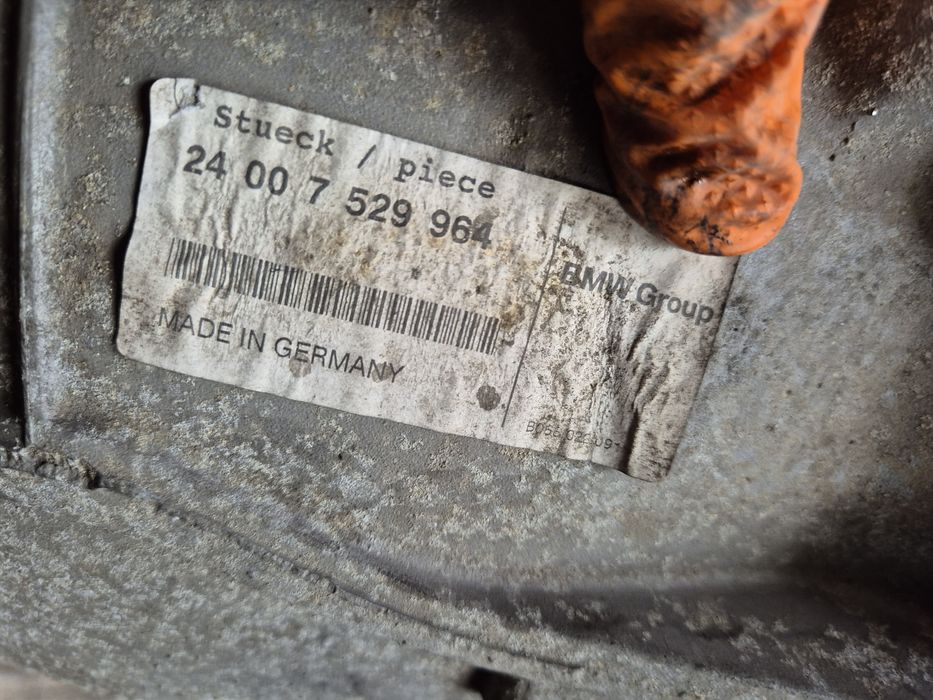 Stueck / piece
24 00 7 529 964
MADE IN GERMANY
BMW Group